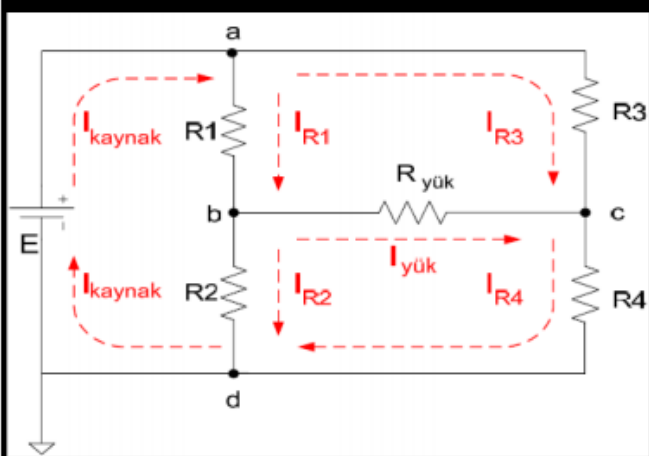 a
I kaynak
R1
I R1
I R3
R3
R yük
b
c
+
-
E
I yük
I kaynak
R2
I R2
I R4
R4
d